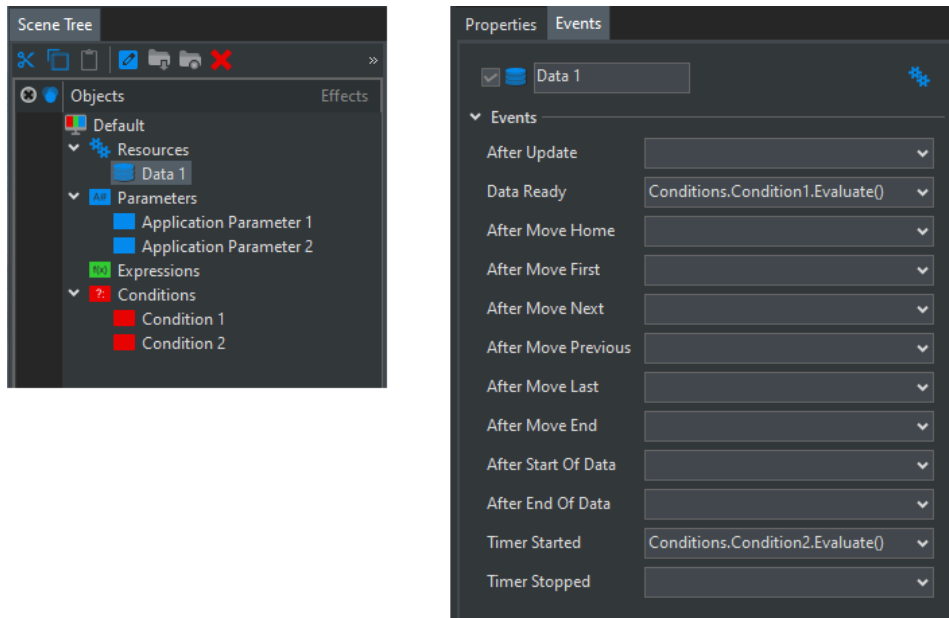 Scene Tree
»
Objects Effects
Default
Resources
Data 1
A# Parameters
Application Parameter 1
Application Parameter 2
f(x) Expressions
?: Conditions
Condition 1
Condition 2
Properties Events
Data 1
Events
After Update
Data Ready Conditions.Condition1.Evaluate()
After Move Home
After Move First
After Move Next
After Move Previous
After Move Last
After Move End
After Start Of Data
After End Of Data
Timer Started Conditions.Condition2.Evaluate()
Timer Stopped